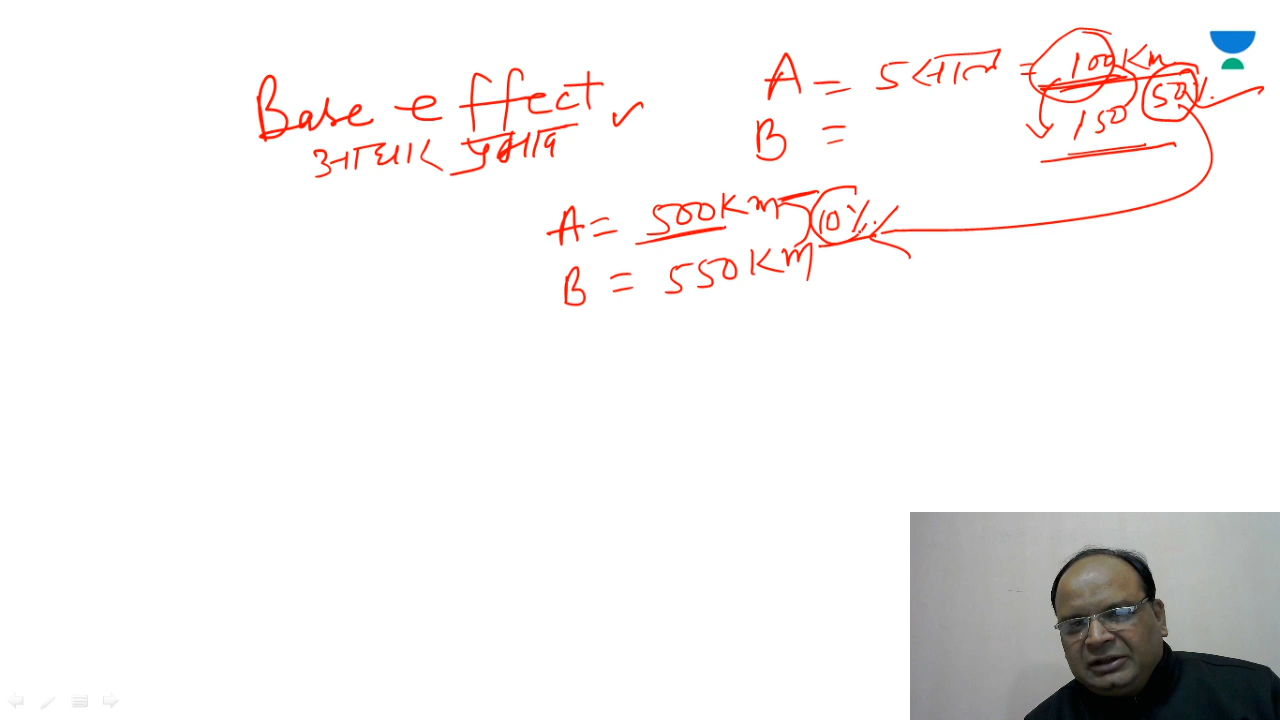 Base effect
आधार प्रभाव
A = 5 साल = 100 Km
B = 150 50%
A = 500 Km 10%
B = 550 Km